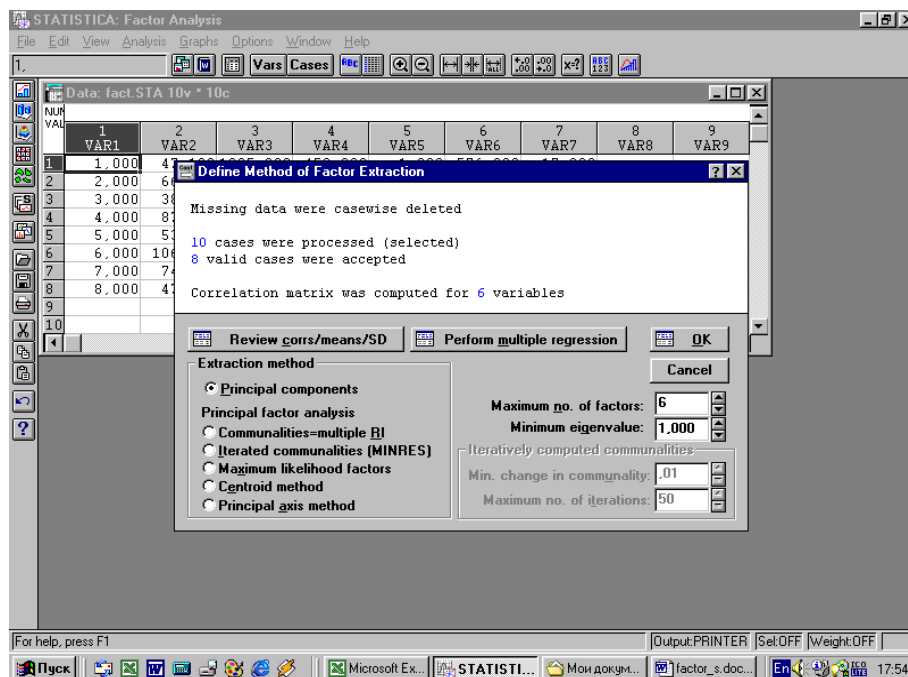 STATISTICA: Factor Analysis
File Edit View Analysis Graphs Options Window Help
1,
Vars Cases
Data: fact.STA 10v * 10c
NUM
VAL
1 2 3 4 5 6 7 8 9
VAR1 VAR2 VAR3 VAR4 VAR5 VAR6 VAR7 VAR8 VAR9
1 1,000
2 2,000
3 3,000
4 4,000
5 5,000
6 6,000
7 7,000
8 8,000
9
10
Define Method of Factor Extraction
Missing data were casewise deleted
10 cases were processed (selected)
8 valid cases were accepted
Correlation matrix was computed for 6 variables
Review corrs/means/SD Perform multiple regression OK
Cancel
Extraction method
Principal components
Principal factor analysis
Communalities=multiple RI
Iterated communalities (MINRES)
Maximum likelihood factors
Centroid method
Principal axis method
Maximum no. of factors: 6
Minimum eigenvalue: 1,000
Iteratively computed communalities
Min. change in communality: ,01
Maximum no. of iterations: 50
For help, press F1
Output:PRINTER Sel:OFF Weight:OFF
Пуск Microsoft Ex... STATISTI... Мои докум... factor_s.doc... En 17:54